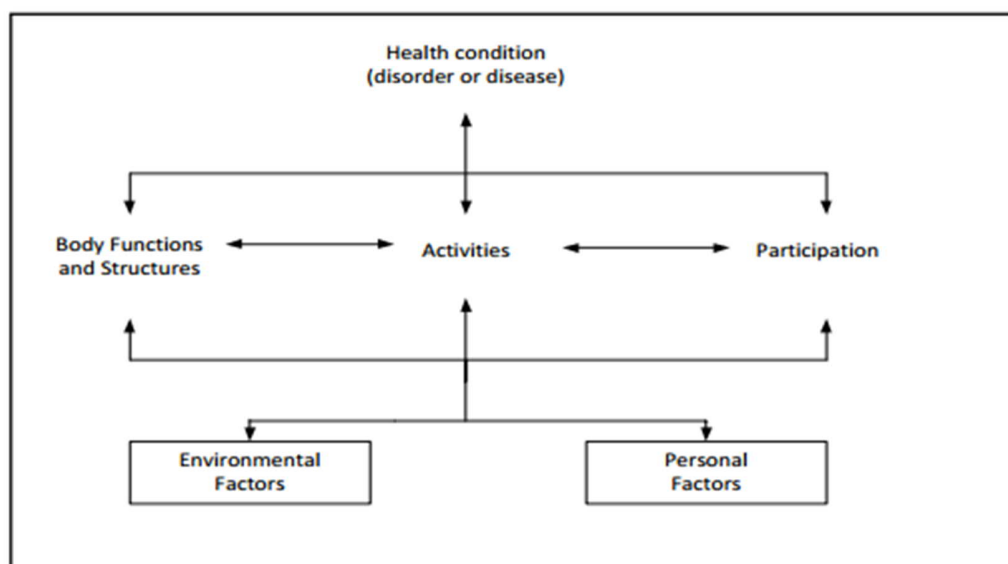 Health condition
(disorder or disease)
Body Functions
and Structures
Activities
Participation
Environmental
Factors
Personal
Factors